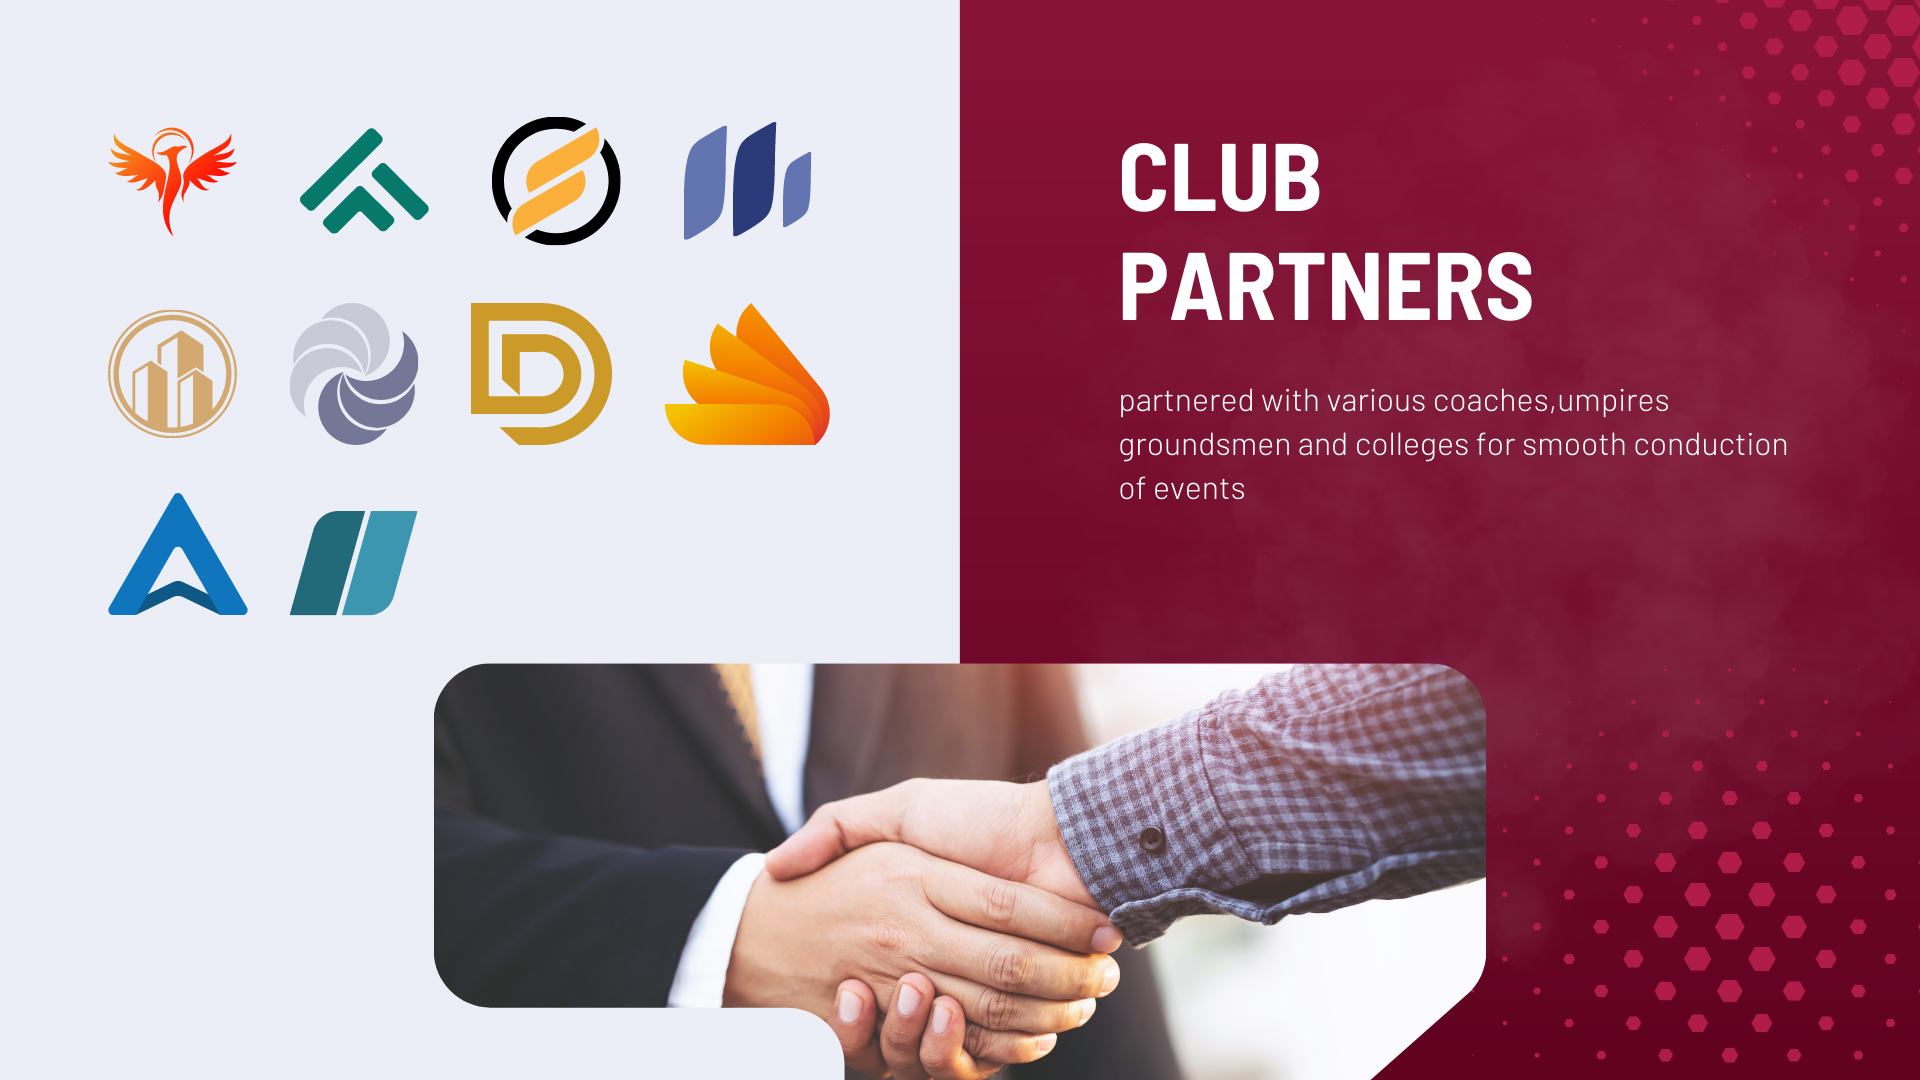 CLUB
PARTNERS
partnered with various coaches,umpires
groundsmen and colleges for smooth conduction
of events